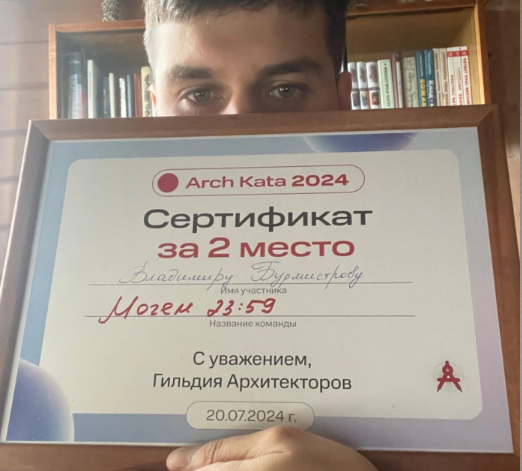 Arch Kata 2024
Сертификат
за 2 место
Владимиру Бурмистрову
Имя участника
Могем 23:59
Название команды
С уважением,
Гильдия Архитекторов
20.07.2024 г.